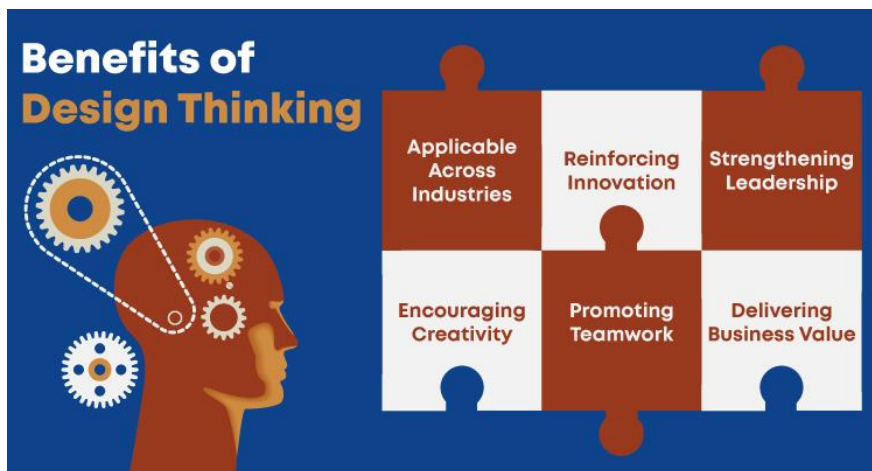 Benefits of
Design Thinking
Applicable
Across
Industries
Reinforcing
Innovation
Strengthening
Leadership
Encouraging
Creativity
Promoting
Teamwork
Delivering
Business Value